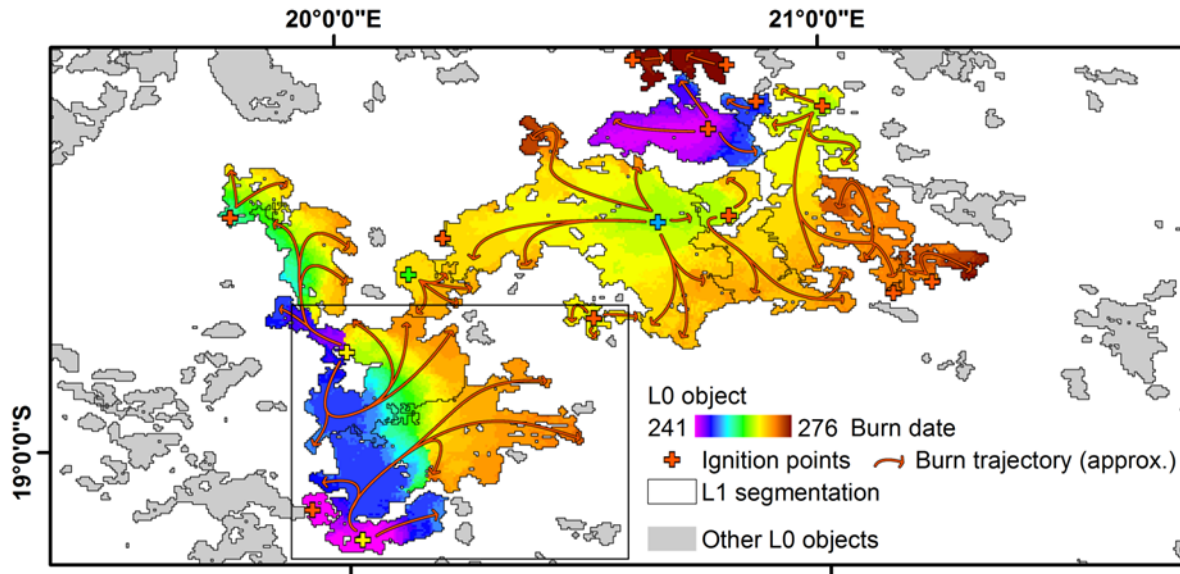 20°0'0"E 21°0'0"E
19°0'0"S
L0 object
241 276 Burn date
Ignition points Burn trajectory (approx.)
L1 segmentation
Other L0 objects